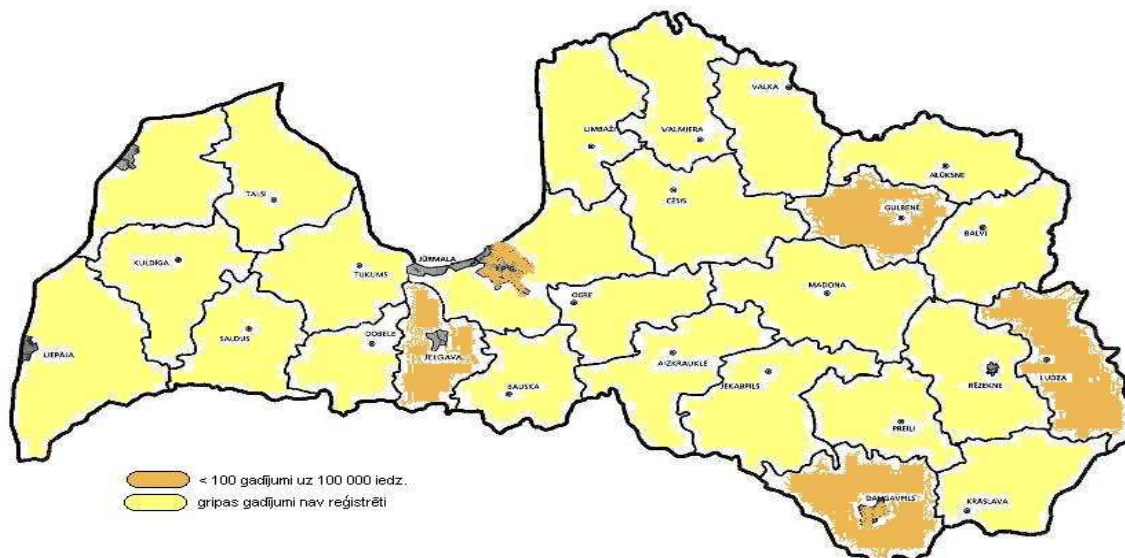 VALKA
LIMBAŽI
VALMIERA
ALŪKSNE
TALSI
CĒSIS
GULBENE
BALVI
KULDĪGA
JŪRMALA
TUKUMS
OGRE
MADONA
SALDUS
DOBELE
LIEPĀJA
JELGAVA
AIZKRAUKLE
JĒKABPILS
RĒZEKNE
LUDZA
BAUSKA
PREIĻI
DAUGAVPILS
KRĀSLAVA
< 100 gadījumi uz 100 000 iedz.
gripas gadījumi nav reģistrēti